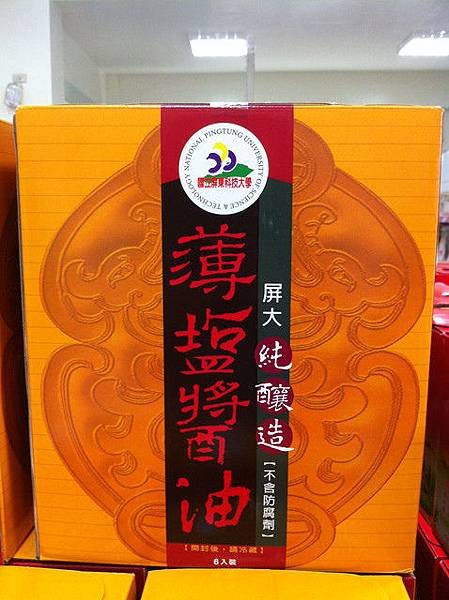 NATIONAL PINGTUNG UNIVERSITY OF SCIENCE & TECHNOLOGY
國立屏東科技大學
薄塩醬油
屏大純釀造
【不含防腐劑】
【開封後，請冷藏】
6入裝